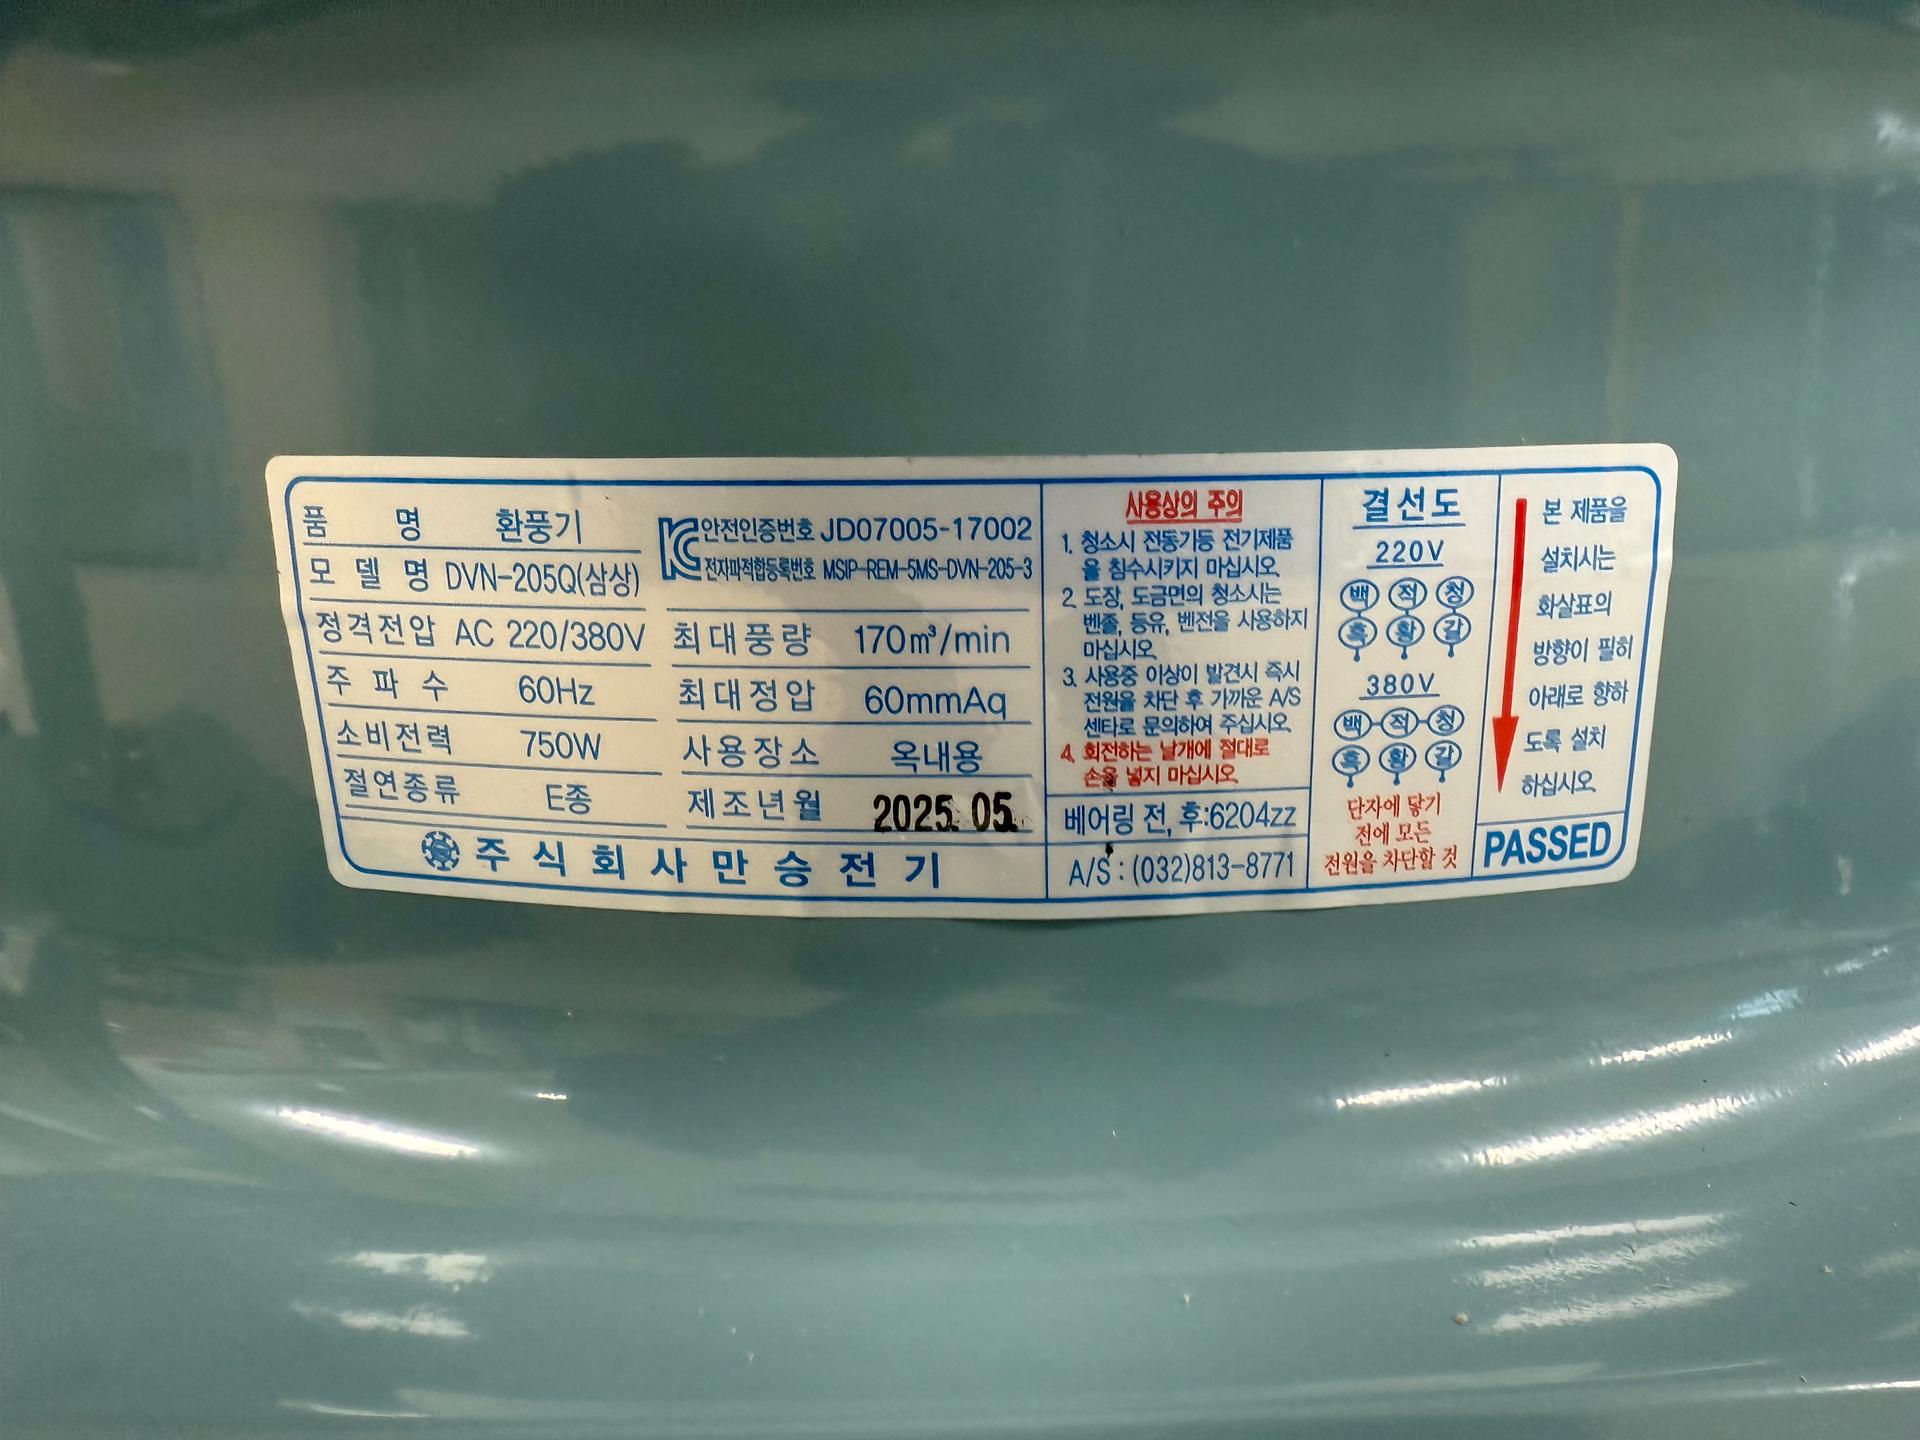 품 명 환풍기
모 델 명 DVN-205Q(삼상)
정격전압 AC 220/380V
주 파 수 60Hz
소비전력 750W
절연종류 E종
안전인증번호 JD07005-17002
전자파적합등록번호 MSIP-REM-5MS-DVN-205-3
최대풍량 170㎥/min
최대정압 60mmAq
사용장소 옥내용
제조년월 2025. 05.
주식회사만승전기
사용상의 주의
1. 청소시 전동기등 전기제품
을 침수시키지 마십시오.
2. 도장, 도금면의 청소시는
벤졸, 등유, 벤젠을 사용하지
마십시오.
3. 사용중 이상이 발견시 즉시
전원을 차단 후 가까운 A/S
센타로 문의하여 주십시오.
4. 회전하는 날개에 절대로
손을 넣지 마십시오.
베어링 전, 후:6204zz
A/S : (032)813-8771
결선도
220V
백 적 청
흑 황 갈
380V
백 적 청
흑 황 갈
단자에 닿기
전에 모든
전원을 차단할 것
본 제품을
설치시는
화살표의
방향이 필히
아래로 향하
도록 설치
하십시오.
PASSED